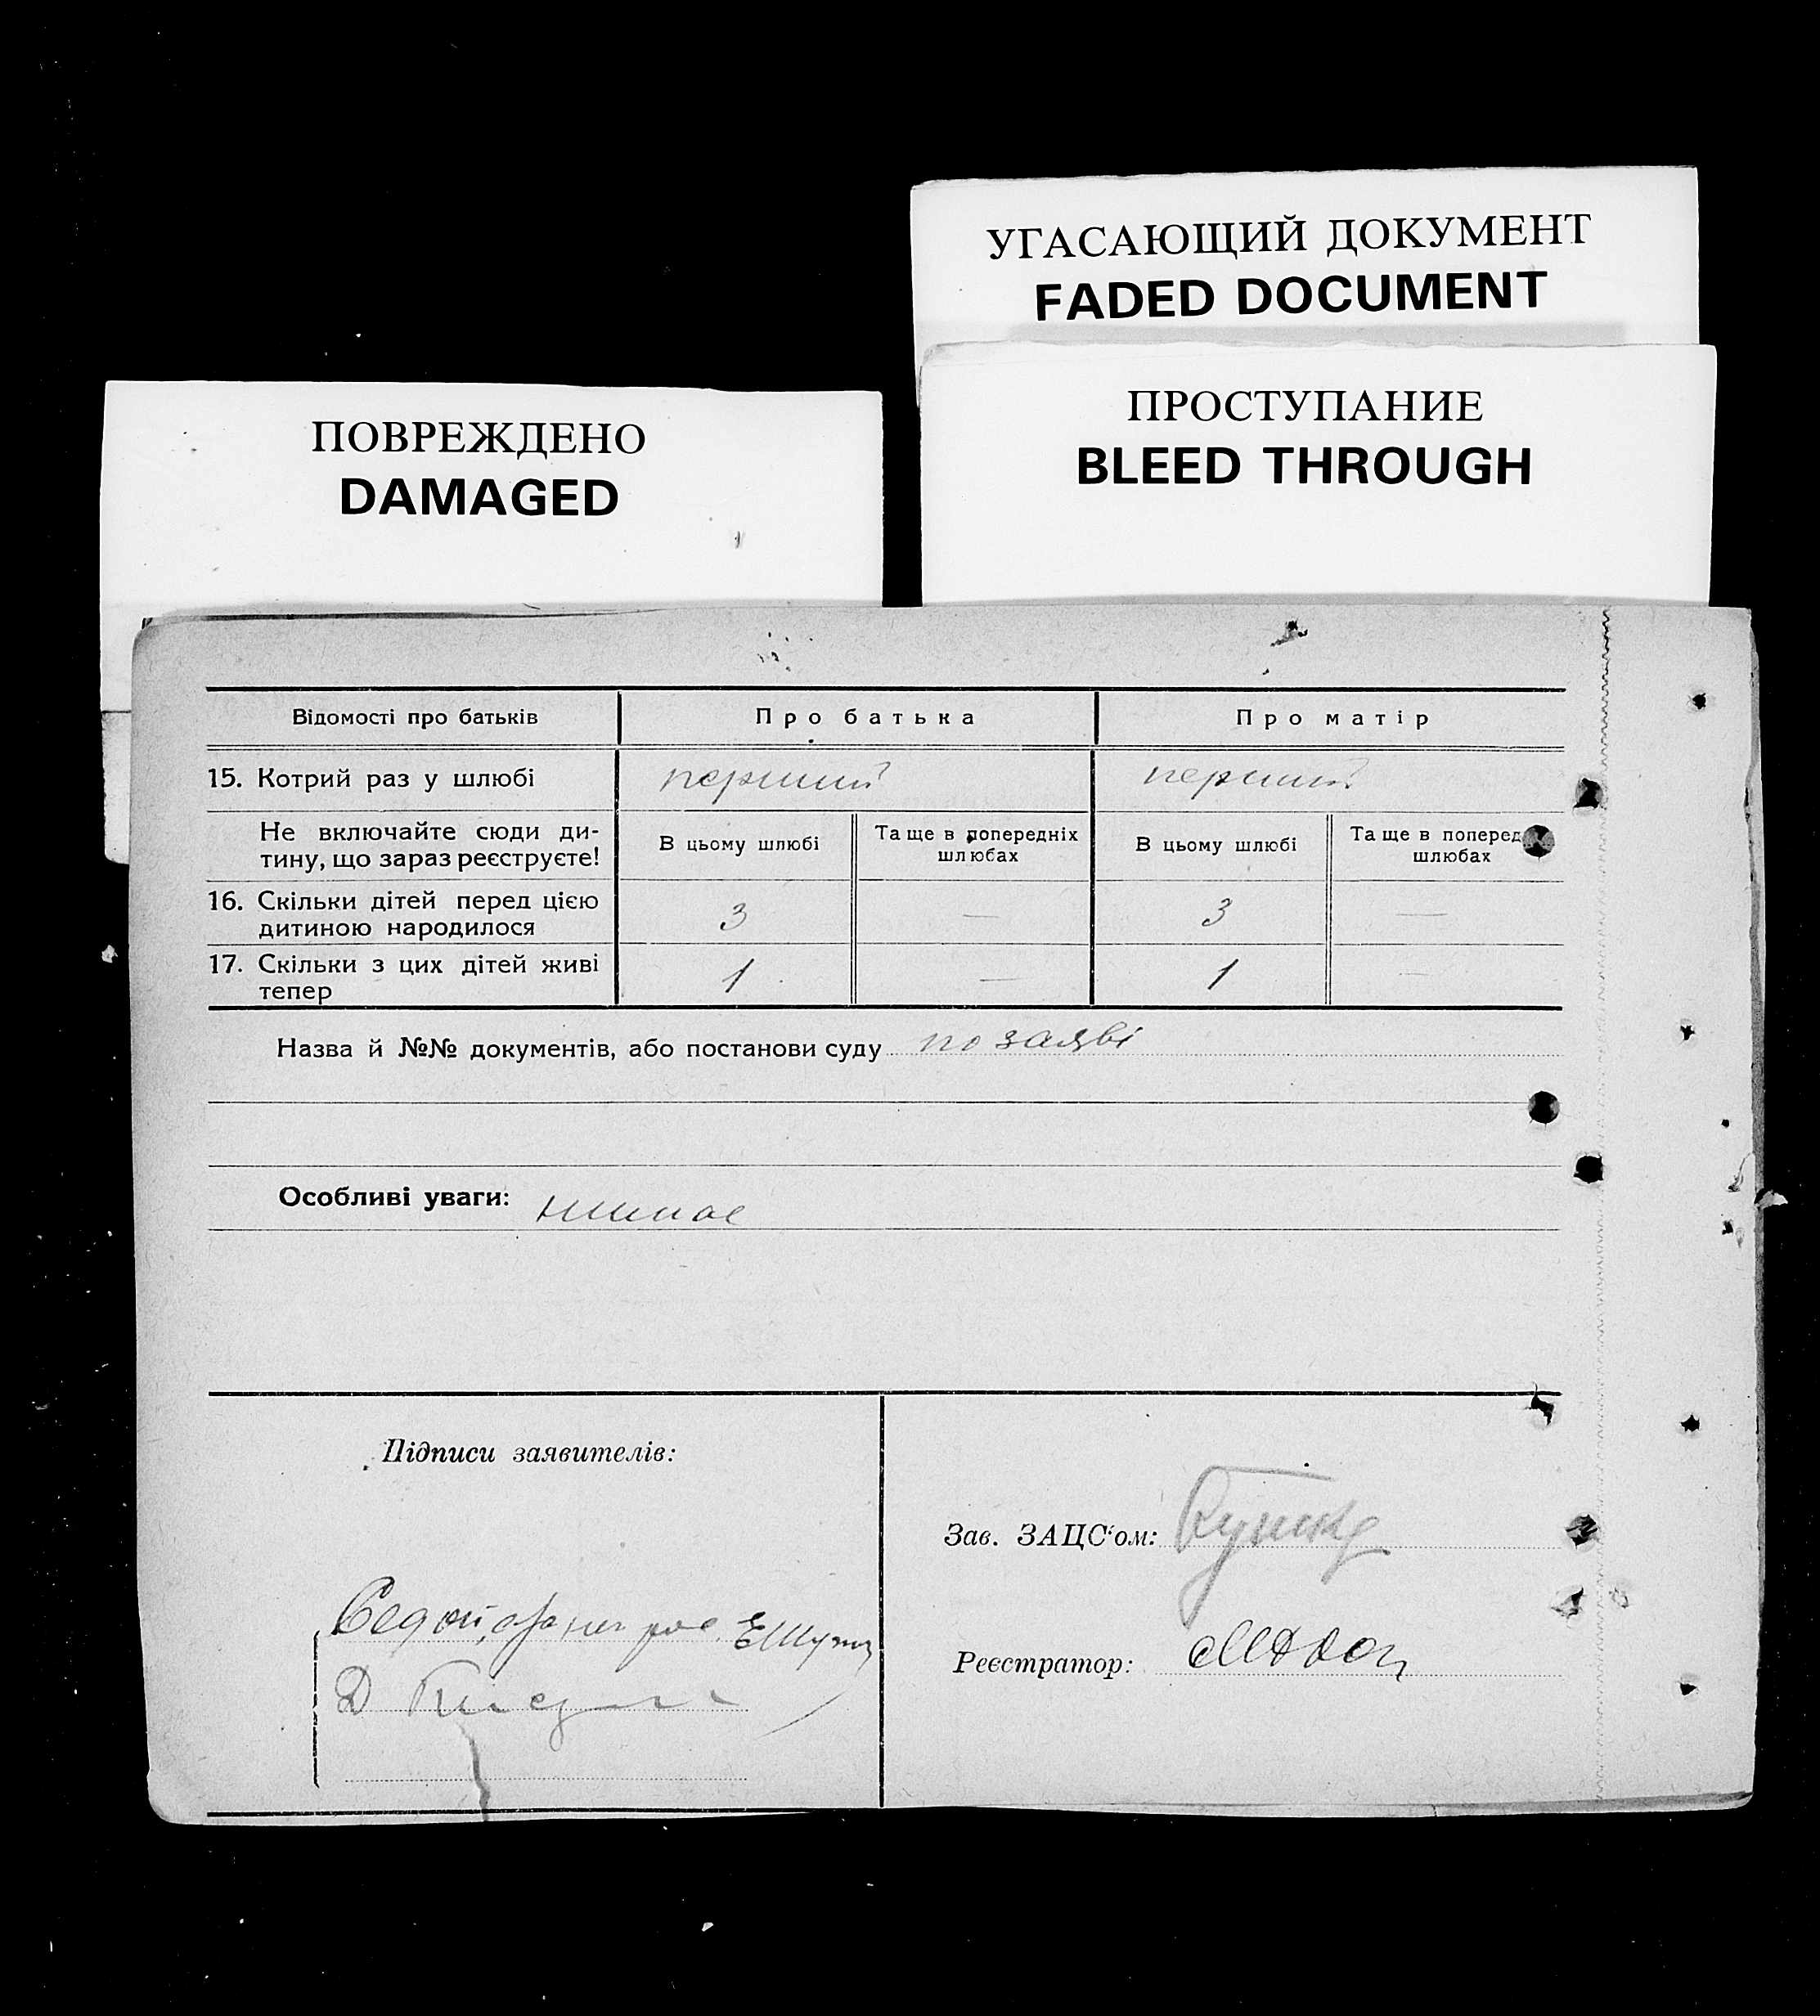 УГАСАЮЩИЙ ДОКУМЕНТ
FADED DOCUMENT
ПРОСТУПАНИЕ
BLEED THROUGH
ПОВРЕЖДЕНО
DAMAGED
Відомості про батьків
Про батька
Про матір
15. Котрий раз у шлюбі
перший
перший
Не включайте сюди ди-
тину, що зараз реєструєте!
В цьому шлюбі
Та ще в попередніх
шлюбах
В цьому шлюбі
Та ще в поперед
шлюбах
16. Скільки дітей перед цією
дитиною народилося
3
—
3
—
17. Скільки з цих дітей живі
тепер
1
—
1
—
Назва й №№ документів, або постанови суду по заяві
Особливі уваги:
Підписи заявителів:
Зав. ЗАЦС‘ом:
Реєстратор: